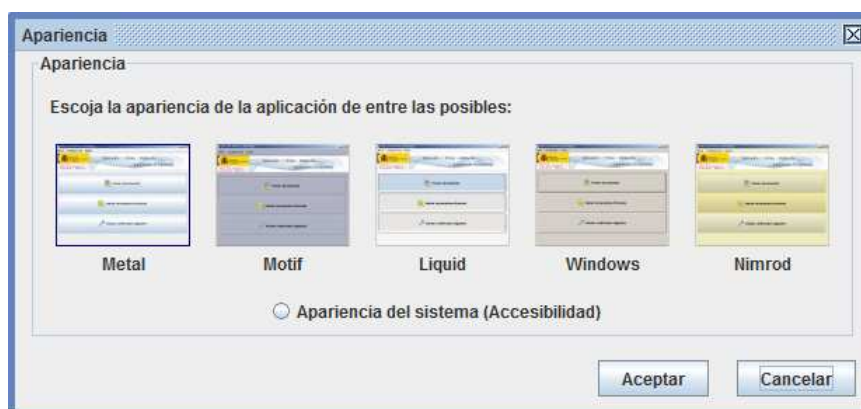 Apariencia
Apariencia
Escoja la apariencia de la aplicación de entre las posibles:
Metal Motif Liquid Windows Nimrod
Apariencia del sistema (Accesibilidad)
Aceptar Cancelar